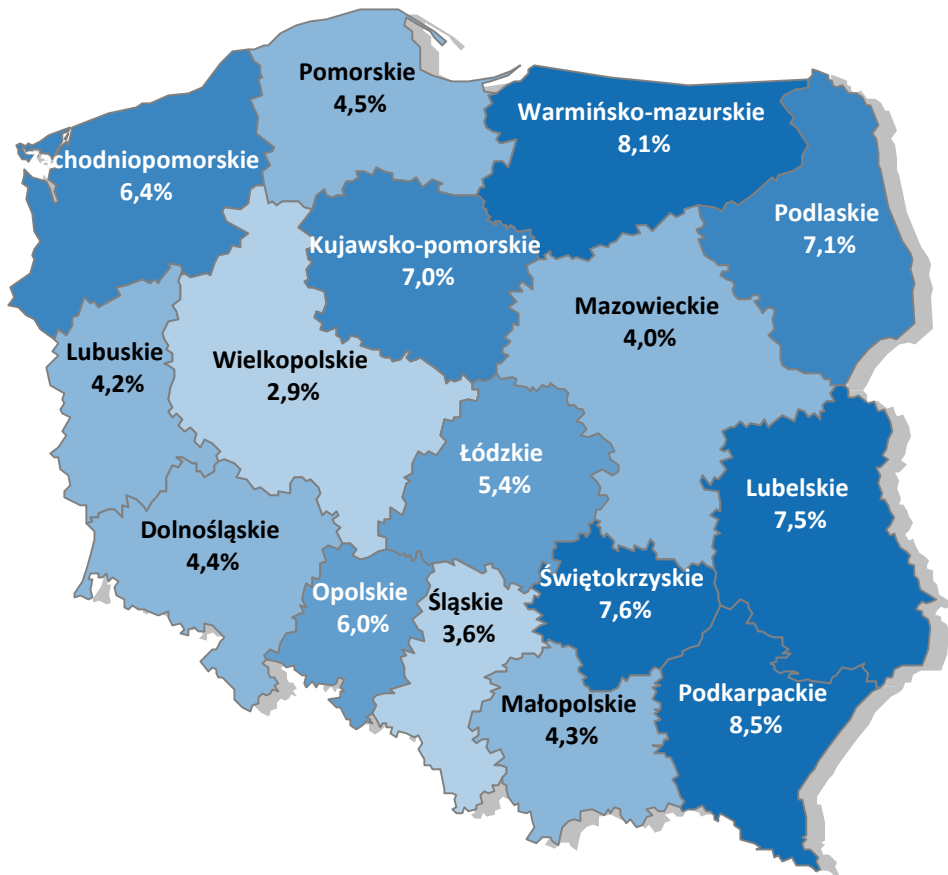 Pomorskie
4,5%
Warmińsko-mazurskie
8,1%
Zachodniopomorskie
6,4%
Podlaskie
7,1%
Kujawsko-pomorskie
7,0%
Mazowieckie
4,0%
Lubuskie
4,2%
Wielkopolskie
2,9%
Łódzkie
5,4%
Lubelskie
7,5%
Dolnośląskie
4,4%
Opolskie
6,0%
Śląskie
3,6%
Świętokrzyskie
7,6%
Małopolskie
4,3%
Podkarpackie
8,5%